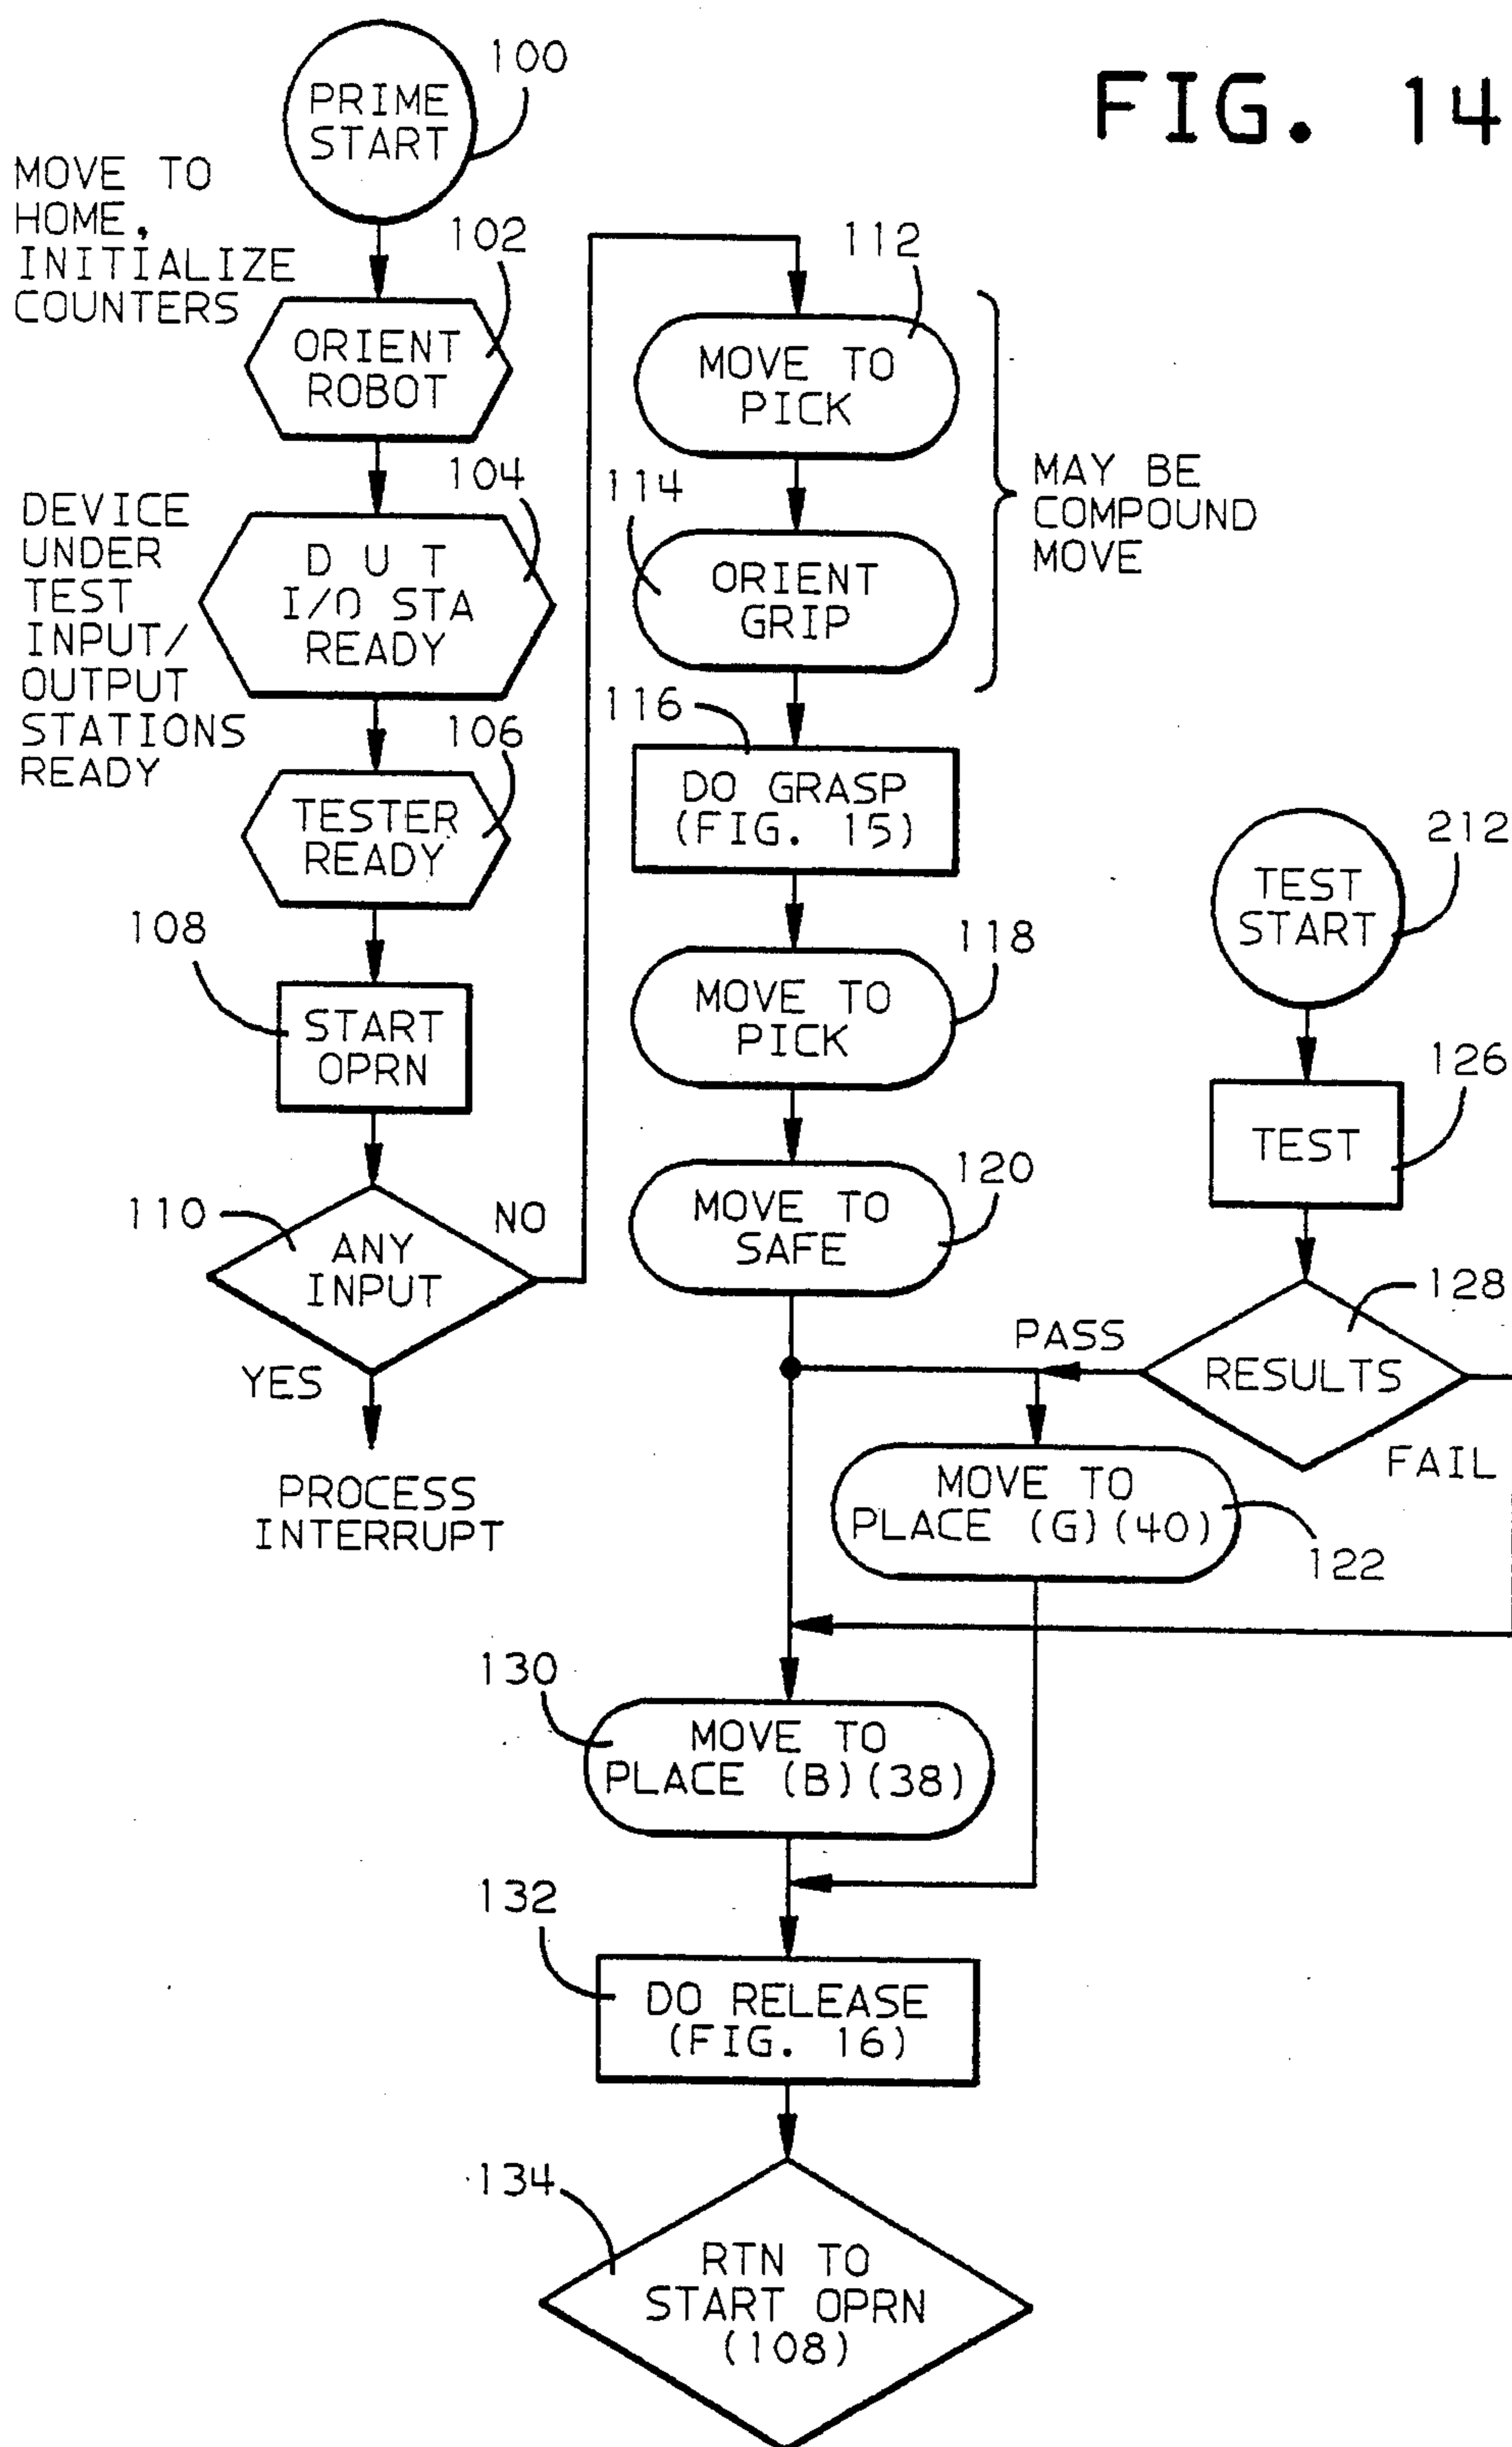 FIG. 14
100
PRIME
START
MOVE TO
HOME,
INITIALIZE
COUNTERS
102
ORIENT
ROBOT
104
DEVICE
UNDER
TEST
INPUT/
OUTPUT
STATIONS
READY
D U T
I/O STA
READY
106
TESTER
READY
108
START
OPRN
110
ANY
INPUT
NO
YES
PROCESS
INTERRUPT
112
MOVE TO
PICK
114
ORIENT
GRIP
MAY BE
COMPOUND
MOVE
116
DO GRASP
(FIG. 15)
118
MOVE TO
PICK
120
MOVE TO
SAFE
212
TEST
START
126
TEST
128
RESULTS
PASS
FAIL
MOVE TO
PLACE (G)(40)
122
130
MOVE TO
PLACE (B)(38)
132
DO RELEASE
(FIG. 16)
134
RTN TO
START OPRN
(108)